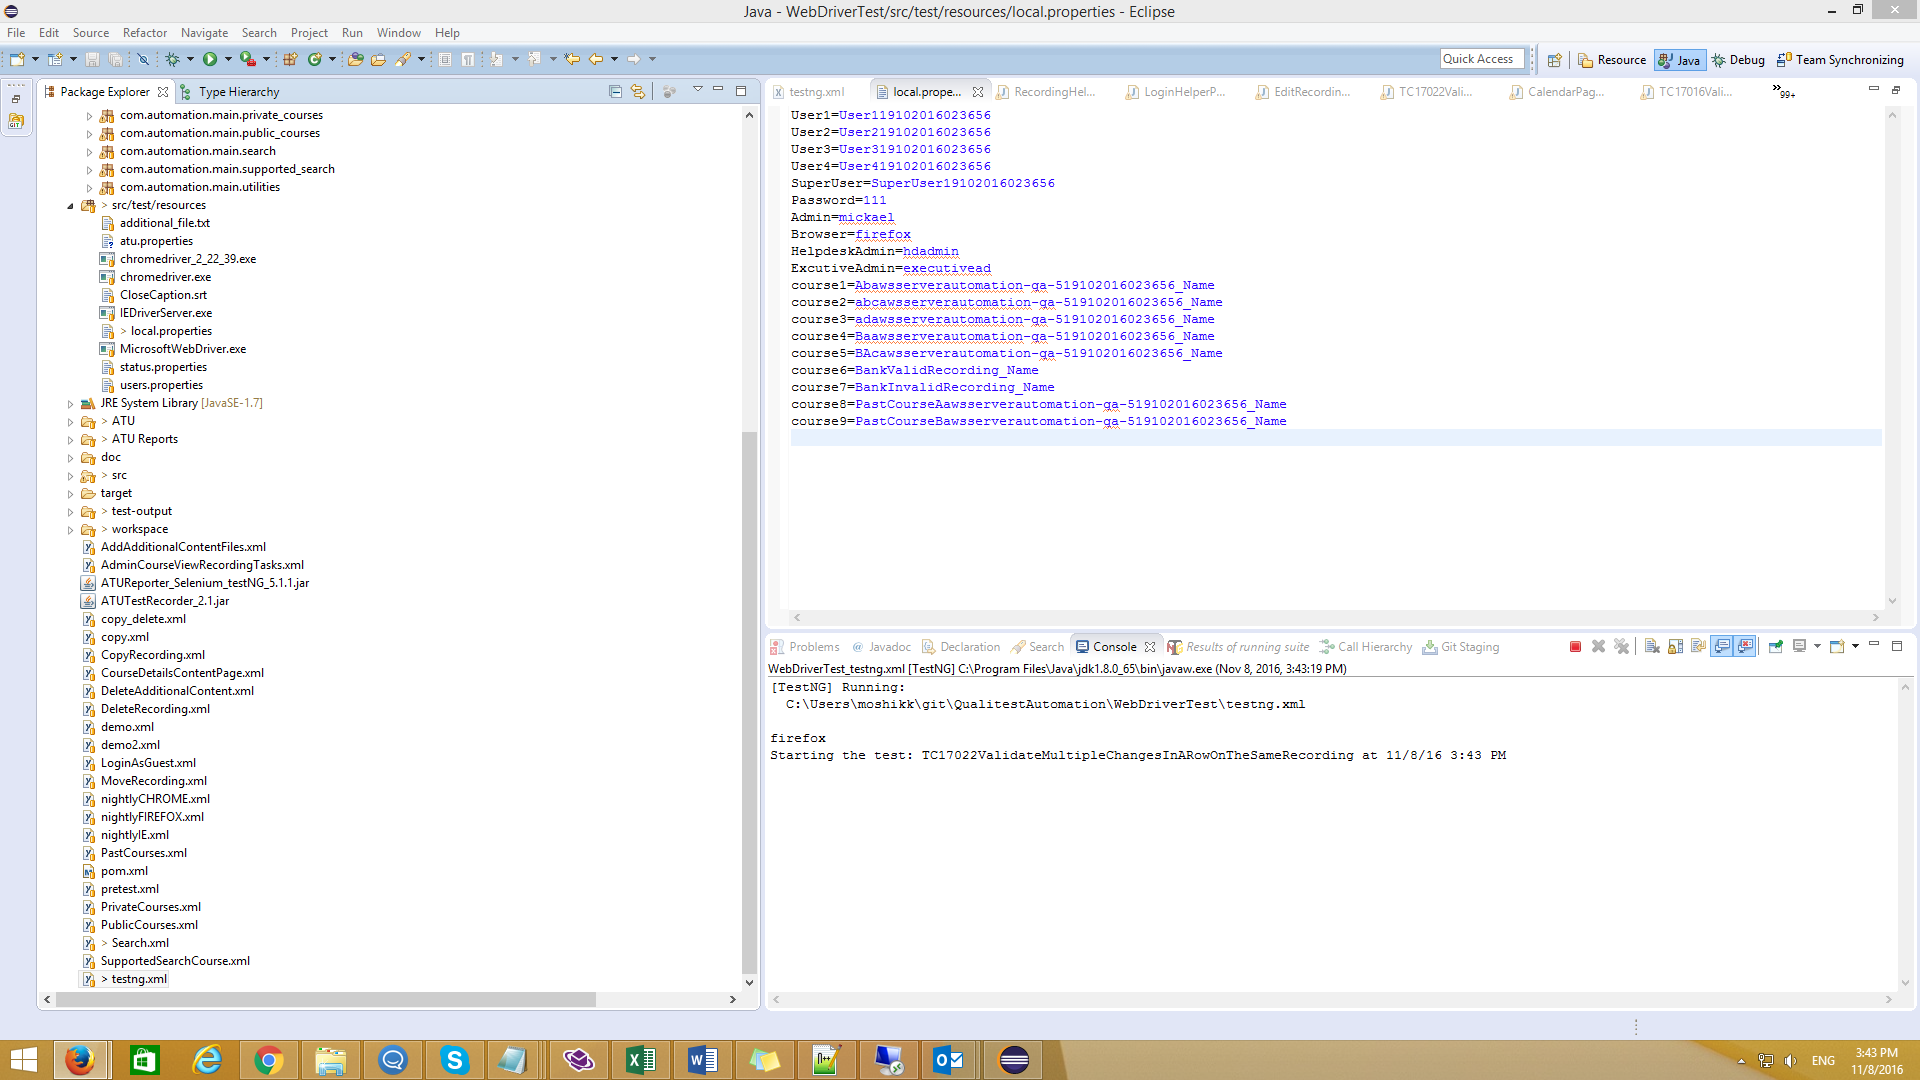 Java - WebDriverTest/src/test/resources/local.properties - Eclipse
File Edit Source Refactor Navigate Search Project Run Window Help
Quick Access
Resource Java Debug Team Synchronizing
Package Explorer Type Hierarchy
com.automation.main.private_courses
com.automation.main.public_courses
com.automation.main.search
com.automation.main.supported_search
com.automation.main.utilities
> src/test/resources
additional_file.txt
atu.properties
chromedriver_2_22_39.exe
chromedriver.exe
CloseCaption.srt
IEDriverServer.exe
> local.properties
MicrosoftWebDriver.exe
status.properties
users.properties
JRE System Library [JavaSE-1.7]
> ATU
> ATU Reports
doc
> src
target
> test-output
> workspace
AddAdditionalContentFiles.xml
AdminCourseViewRecordingTasks.xml
ATUReporter_Selenium_testNG_5.1.1.jar
ATUTestRecorder_2.1.jar
copy_delete.xml
copy.xml
CopyRecording.xml
CourseDetailsContentPage.xml
DeleteAdditionalContent.xml
DeleteRecording.xml
demo.xml
demo2.xml
LoginAsGuest.xml
MoveRecording.xml
nightlyCHROME.xml
nightlyFIREFOX.xml
nightlyIE.xml
PastCourses.xml
pom.xml
pretest.xml
PrivateCourses.xml
PublicCourses.xml
> Search.xml
SupportedSearchCourse.xml
> testng.xml
testng.xml local.prope... RecordingHel... LoginHelperP... EditRecordin... TC17022Vali... CalendarPag... TC17016Vali... »99+
User1=User119102016023656
User2=User219102016023656
User3=User319102016023656
User4=User419102016023656
SuperUser=SuperUser19102016023656
Password=111
Admin=mickael
Browser=firefox
HelpdeskAdmin=hdadmin
ExcutiveAdmin=executivead
course1=Abawsserverautomation-qa-519102016023656_Name
course2=abcawsserverautomation-qa-519102016023656_Name
course3=adawsserverautomation-qa-519102016023656_Name
course4=Baawsserverautomation-qa-519102016023656_Name
course5=BAcawsserverautomation-qa-519102016023656_Name
course6=BankValidRecording_Name
course7=BankInvalidRecording_Name
course8=PastCourseAawsserverautomation-qa-519102016023656_Name
course9=PastCourseBawsserverautomation-qa-519102016023656_Name
Problems Javadoc Declaration Search Console Results of running suite Call Hierarchy Git Staging
WebDriverTest_testng.xml [TestNG] C:\Program Files\Java\jdk1.8.0_65\bin\javaw.exe (Nov 8, 2016, 3:43:19 PM)
[TestNG] Running:
C:\Users\moshikk\git\QualitestAutomation\WebDriverTest\testng.xml
firefox
Starting the test: TC17022ValidateMultipleChangesInARowOnTheSameRecording at 11/8/16 3:43 PM
ENG
3:43 PM
11/8/2016